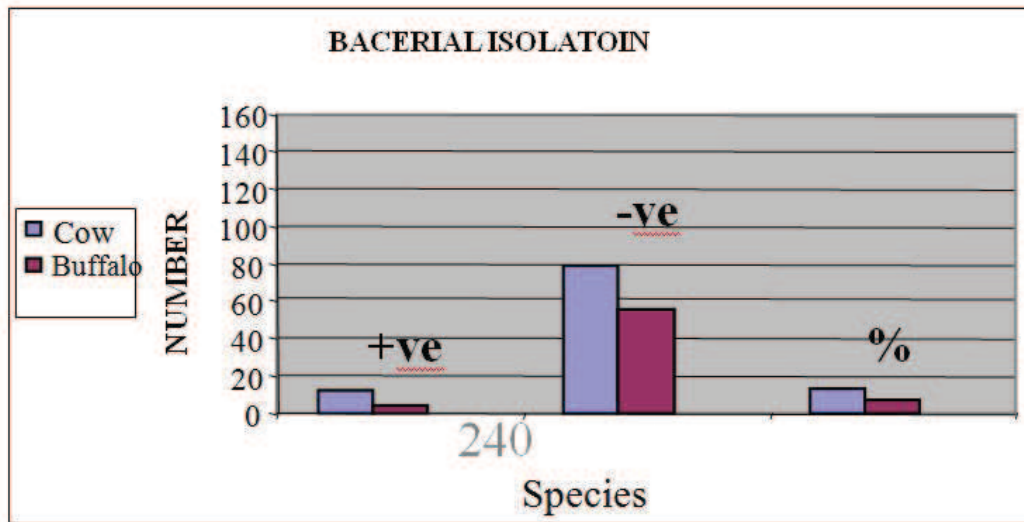 BACERIAL ISOLATOIN
160
140
120
100
80
60
40
20
0
NUMBER
Cow
Buffalo
+ve
-ve
%
240
Species